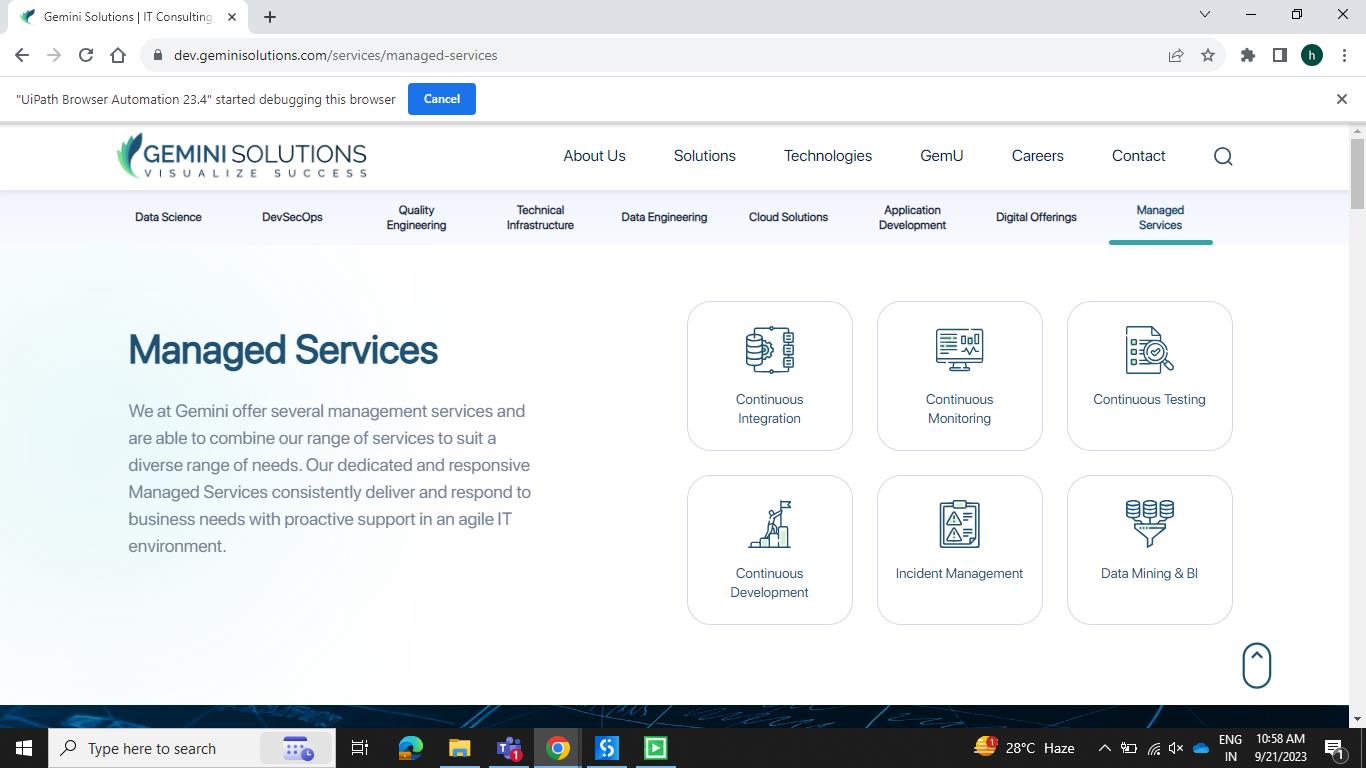 Gemini Solutions | IT Consulting
dev.geminisolutions.com/services/managed-services
h
"UiPath Browser Automation 23.4" started debugging this browser
Cancel
GEMINI SOLUTIONS
VISUALIZE SUCCESS
About Us
Solutions
Technologies
GemU
Careers
Contact
Data Science
DevSecOps
Quality
Engineering
Technical
Infrastructure
Data Engineering
Cloud Solutions
Application
Development
Digital Offerings
Managed
Services
Managed Services
We at Gemini offer several management services and
are able to combine our range of services to suit a
diverse range of needs. Our dedicated and responsive
Managed Services consistently deliver and respond to
business needs with proactive support in an agile IT
environment.
Continuous
Integration
Continuous
Monitoring
Continuous Testing
Continuous
Development
Incident Management
Data Mining & BI
Type here to search
1
1
28°C Haze
ENG
IN
10:58 AM
9/21/2023
1